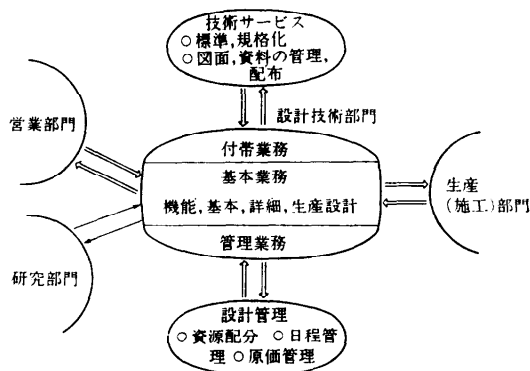 技術サービス
○標準,規格化
○図面,資料の管理,
配布
設計技術部門
営業部門
付帯業務
基本業務
機能,基本,詳細,生産設計
管理業務
生産
(施工)部門
研究部門
設計管理
○資源配分 ○日程管
理 ○原価管理